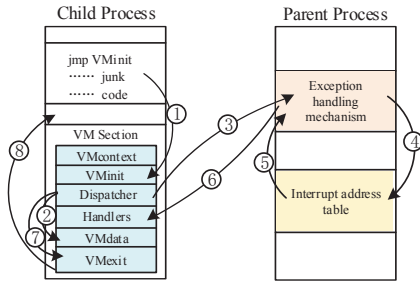 Child Process
Parent Process
jmp VMinit
...... junk
...... code
①
VM Section
VMcontext
VMinit
Dispatcher
Handlers
VMdata
VMexit
②
⑦
⑧
③
⑥
Exception
handling
mechanism
④
⑤
Interrupt address
table